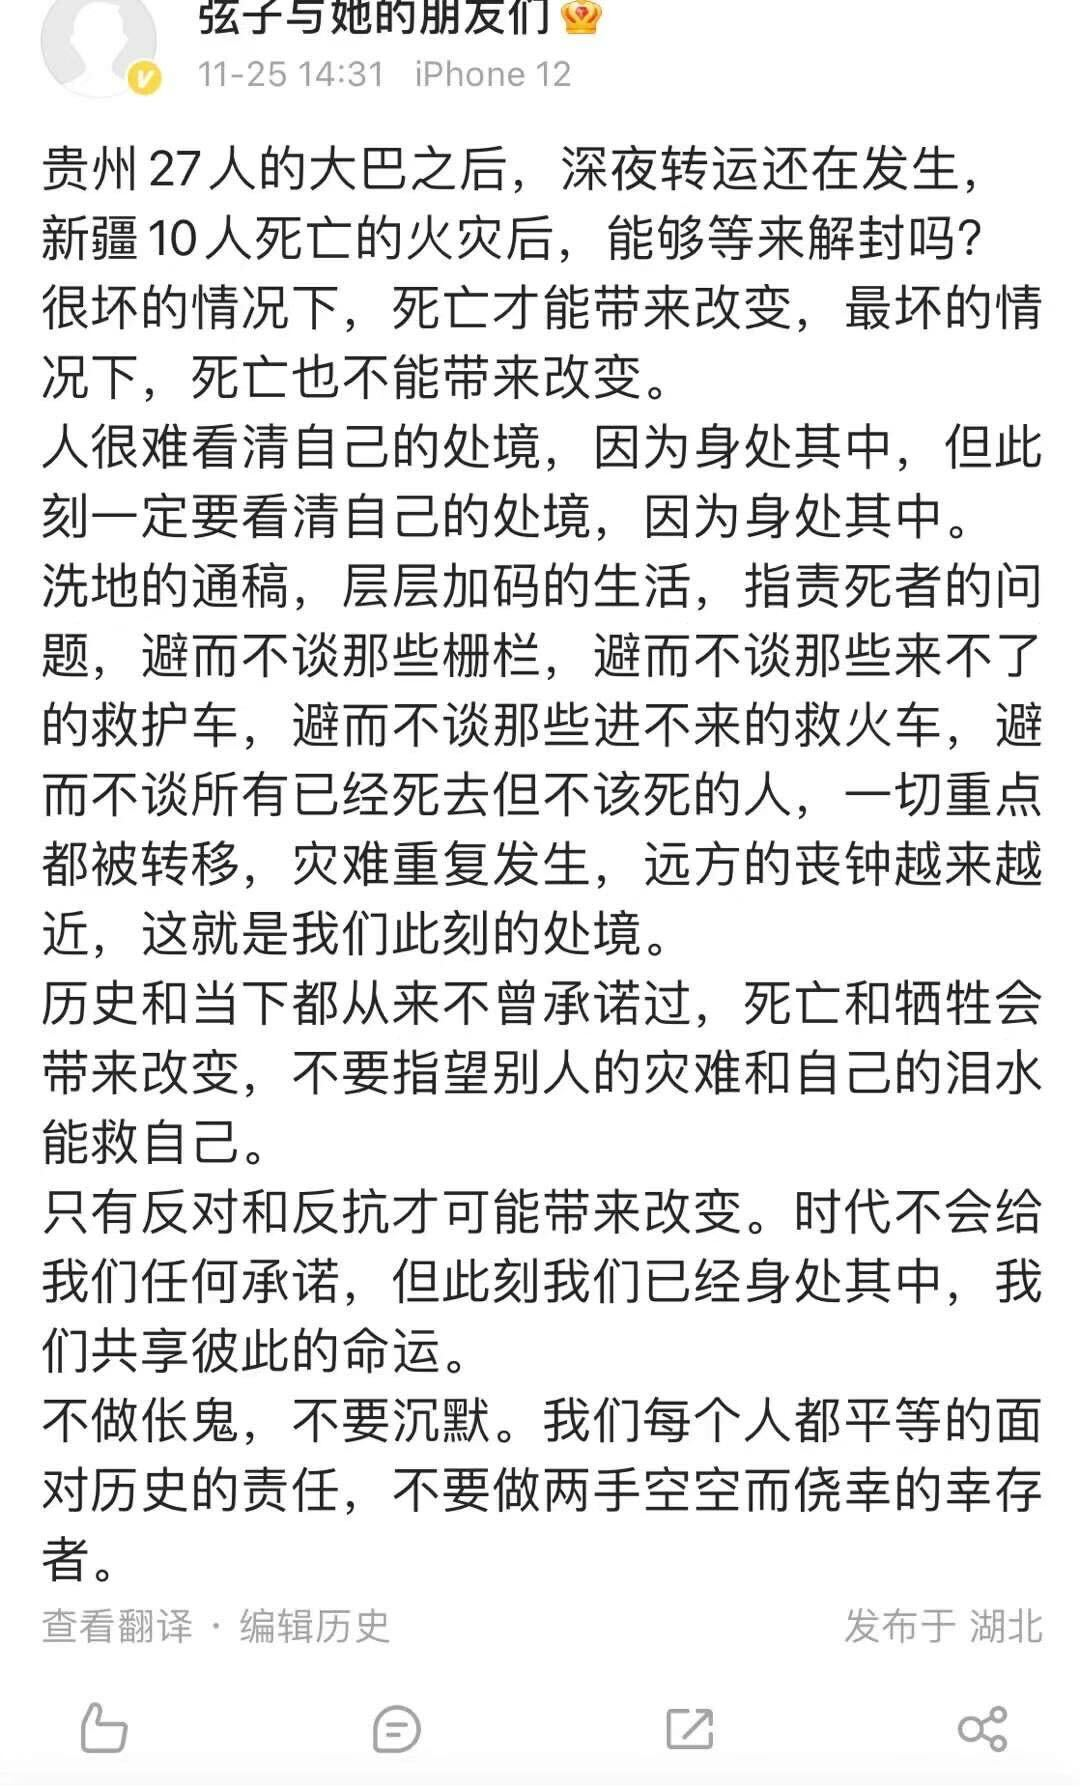 弦子与她的朋友们
11-25 14:31 iPhone 12
贵州27人的大巴之后，深夜转运还在发生，
新疆10人死亡的火灾后，能够等来解封吗？
很坏的情况下，死亡才能带来改变，最坏的情
况下，死亡也不能带来改变。
人很难看清自己的处境，因为身处其中，但此
刻一定要看清自己的处境，因为身处其中。
洗地的通稿，层层加码的生活，指责死者的问
题，避而不谈那些栅栏，避而不谈那些来不了
的救护车，避而不谈那些进不来的救火车，避
而不谈所有已经死去但不该死的人，一切重点
都被转移，灾难重复发生，远方的丧钟越来越
近，这就是我们此刻的处境。
历史和当下都从来不曾承诺过，死亡和牺牲会
带来改变，不要指望别人的灾难和自己的泪水
能救自己。
只有反对和反抗才可能带来改变。时代不会给
我们任何承诺，但此刻我们已经身处其中，我
们共享彼此的命运。
不做伥鬼，不要沉默。我们每个人都平等的面
对历史的责任，不要做两手空空而侥幸的幸存
者。
查看翻译 · 编辑历史 发布于 湖北